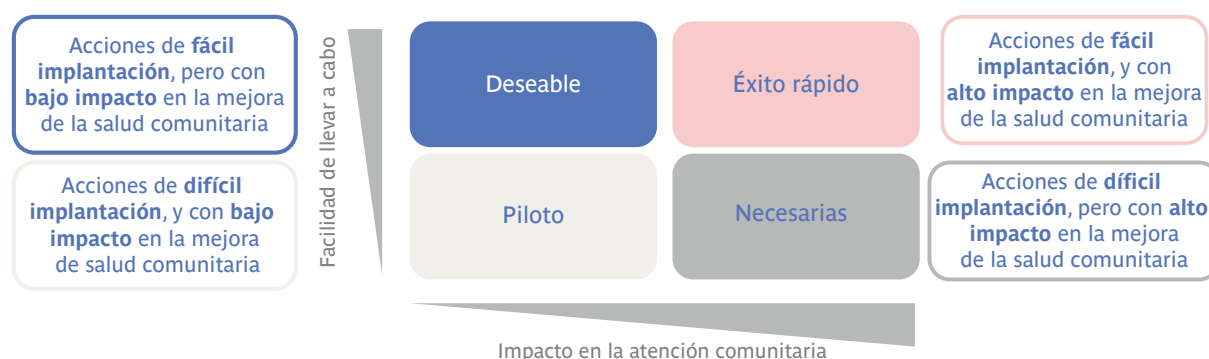 Acciones de fácil
implantación, pero con
bajo impacto en la mejora
de la salud comunitaria
Acciones de difícil
implantación, y con bajo
impacto en la mejora
de salud comunitaria
Facilidad de llevar a cabo
Deseable
Éxito rápido
Piloto
Necesarias
Acciones de fácil
implantación, y con
alto impacto en la mejora
de la salud comunitaria
Acciones de díficil
implantación, pero con alto
impacto en la mejora
de la salud comunitaria
Impacto en la atención comunitaria